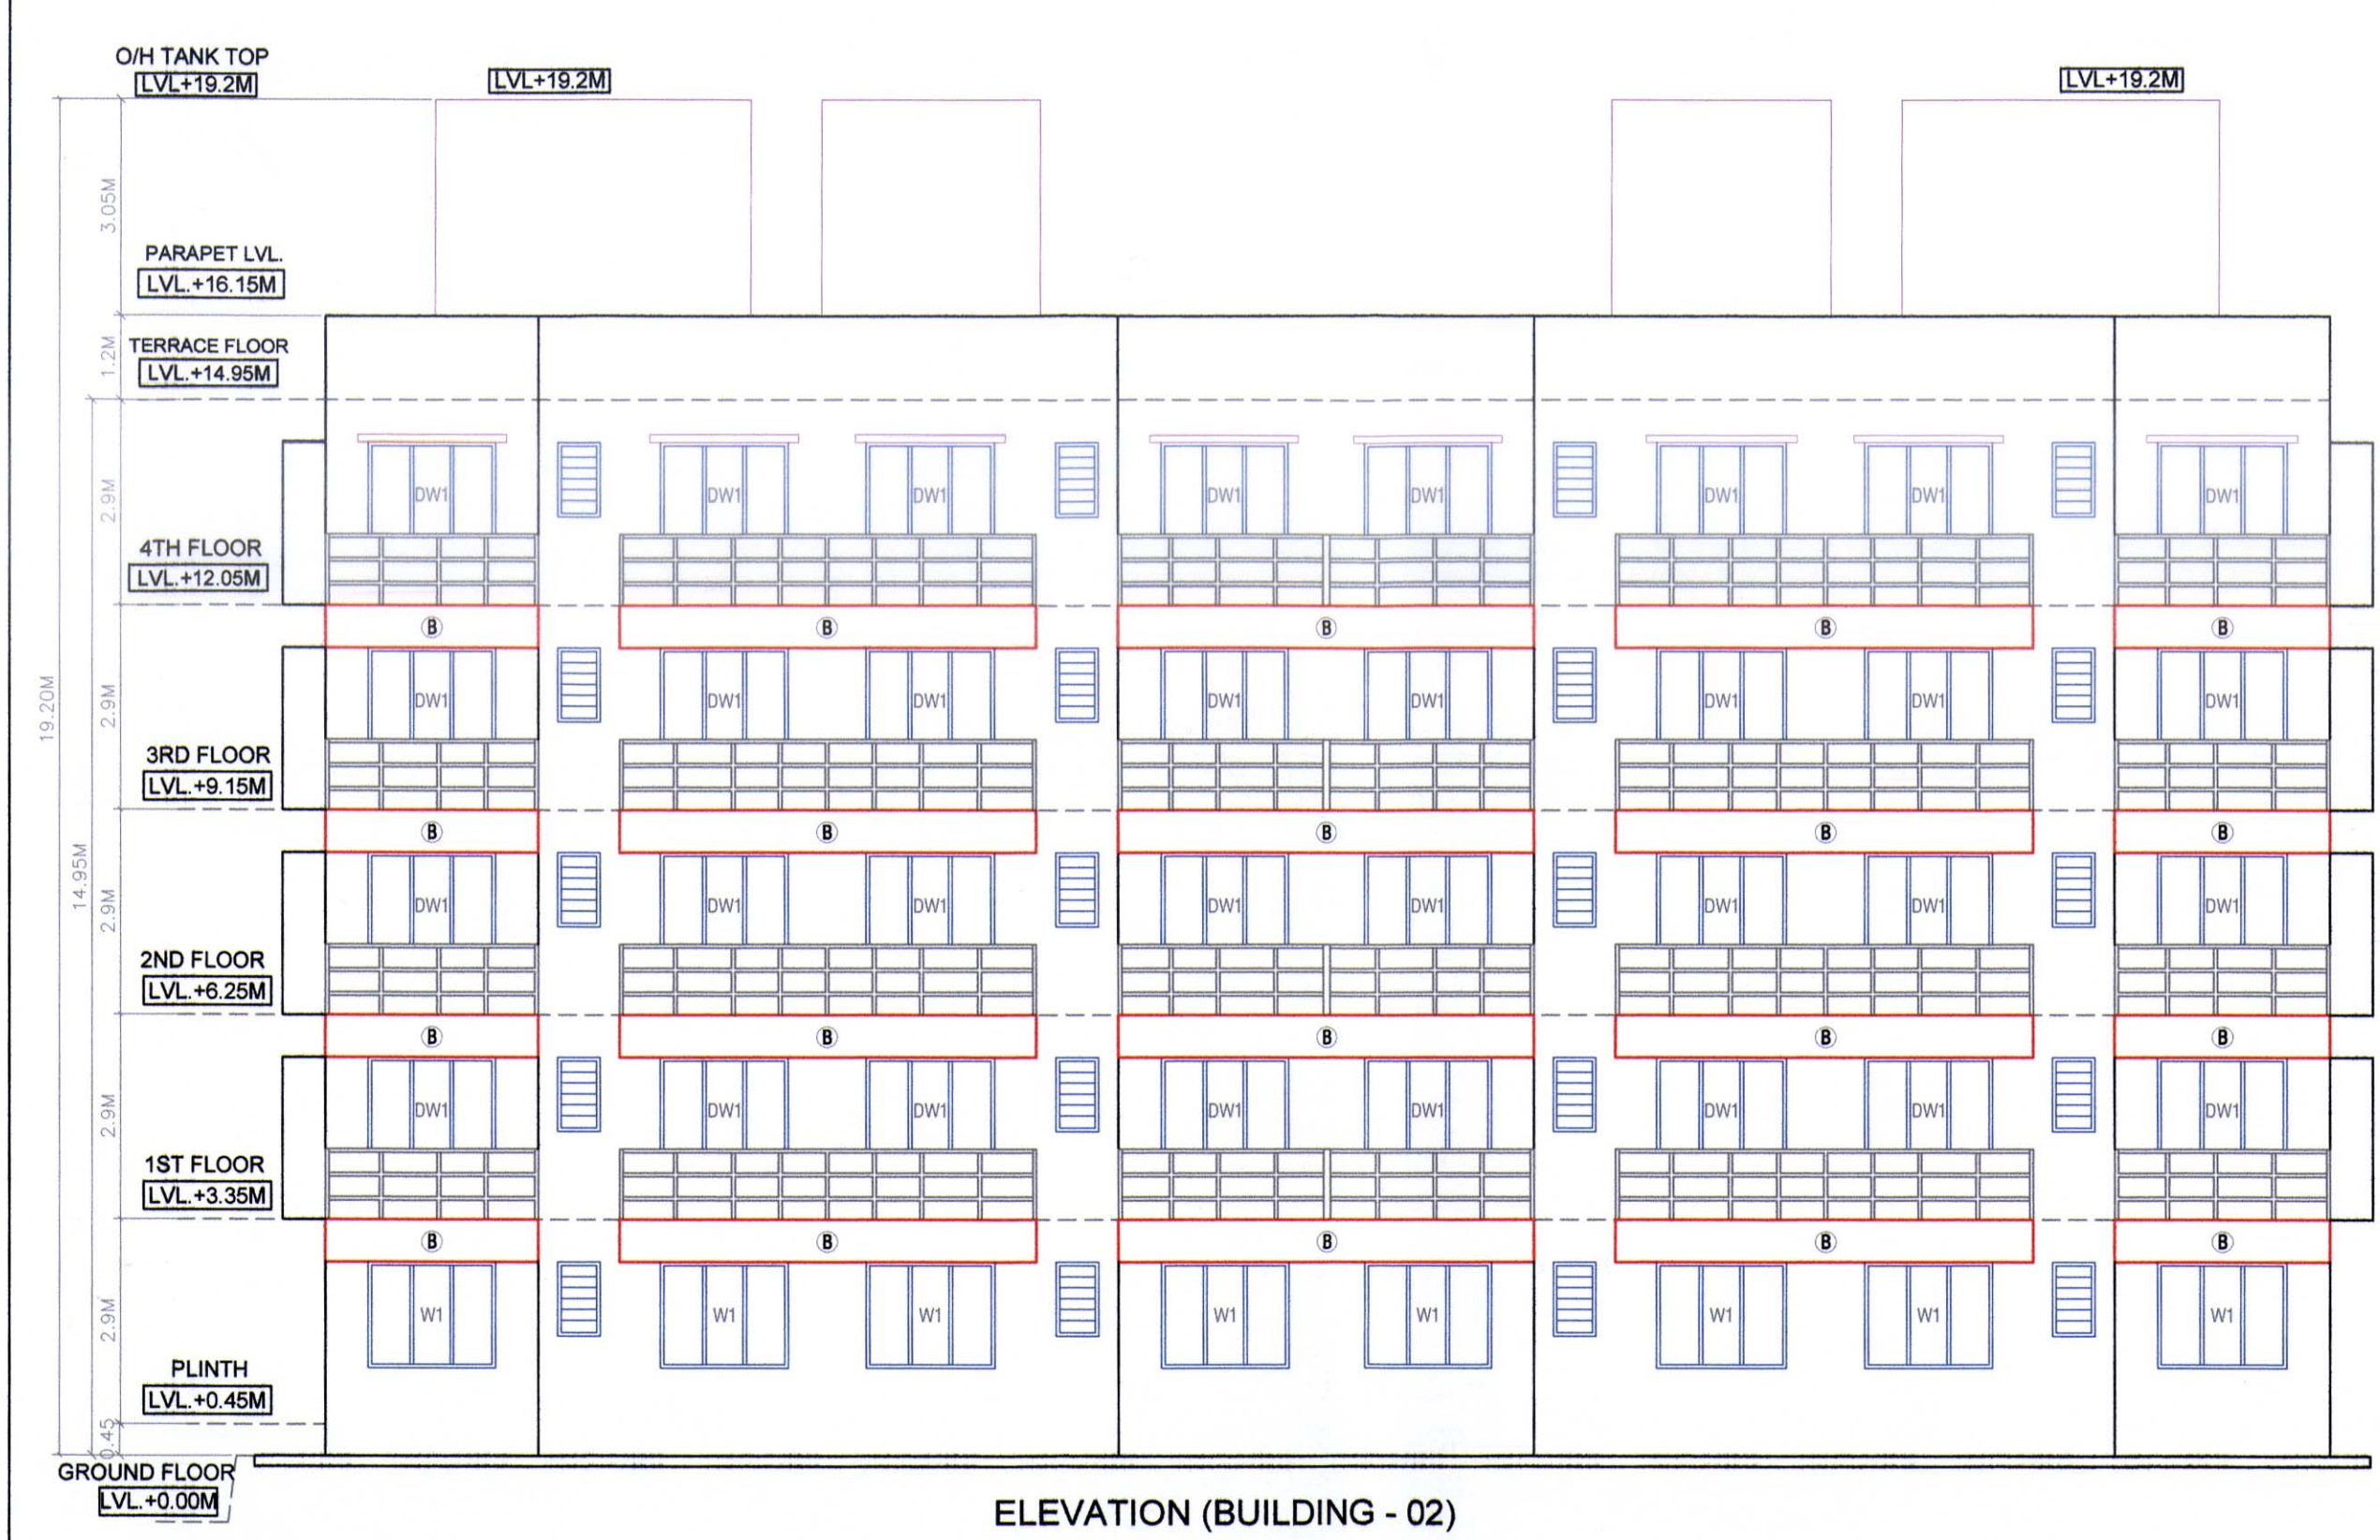 O/H TANK TOP
LVL+19.2M
LVL+19.2M
LVL+19.2M
3.05M
PARAPET LVL.
LVL.+16.15M
1.2M
TERRACE FLOOR
LVL.+14.95M
2.9M
DW1 DW1 DW1 DW1 DW1 DW1 DW1 DW1
4TH FLOOR
LVL.+12.05M
B B B B B
19.20M
2.9M
DW1 DW1 DW1 DW1 DW1 DW1 DW1 DW1
3RD FLOOR
LVL.+9.15M
B B B B B
14.95M
2.9M
DW1 DW1 DW1 DW1 DW1 DW1 DW1 DW1
2ND FLOOR
LVL.+6.25M
B B B B B
2.9M
DW1 DW1 DW1 DW1 DW1 DW1 DW1 DW1
1ST FLOOR
LVL.+3.35M
B B B B B
2.9M
W1 W1 W1 W1 W1 W1 W1 W1
PLINTH
LVL.+0.45M
0.45
GROUND FLOOR
LVL.+0.00M
ELEVATION (BUILDING - 02)